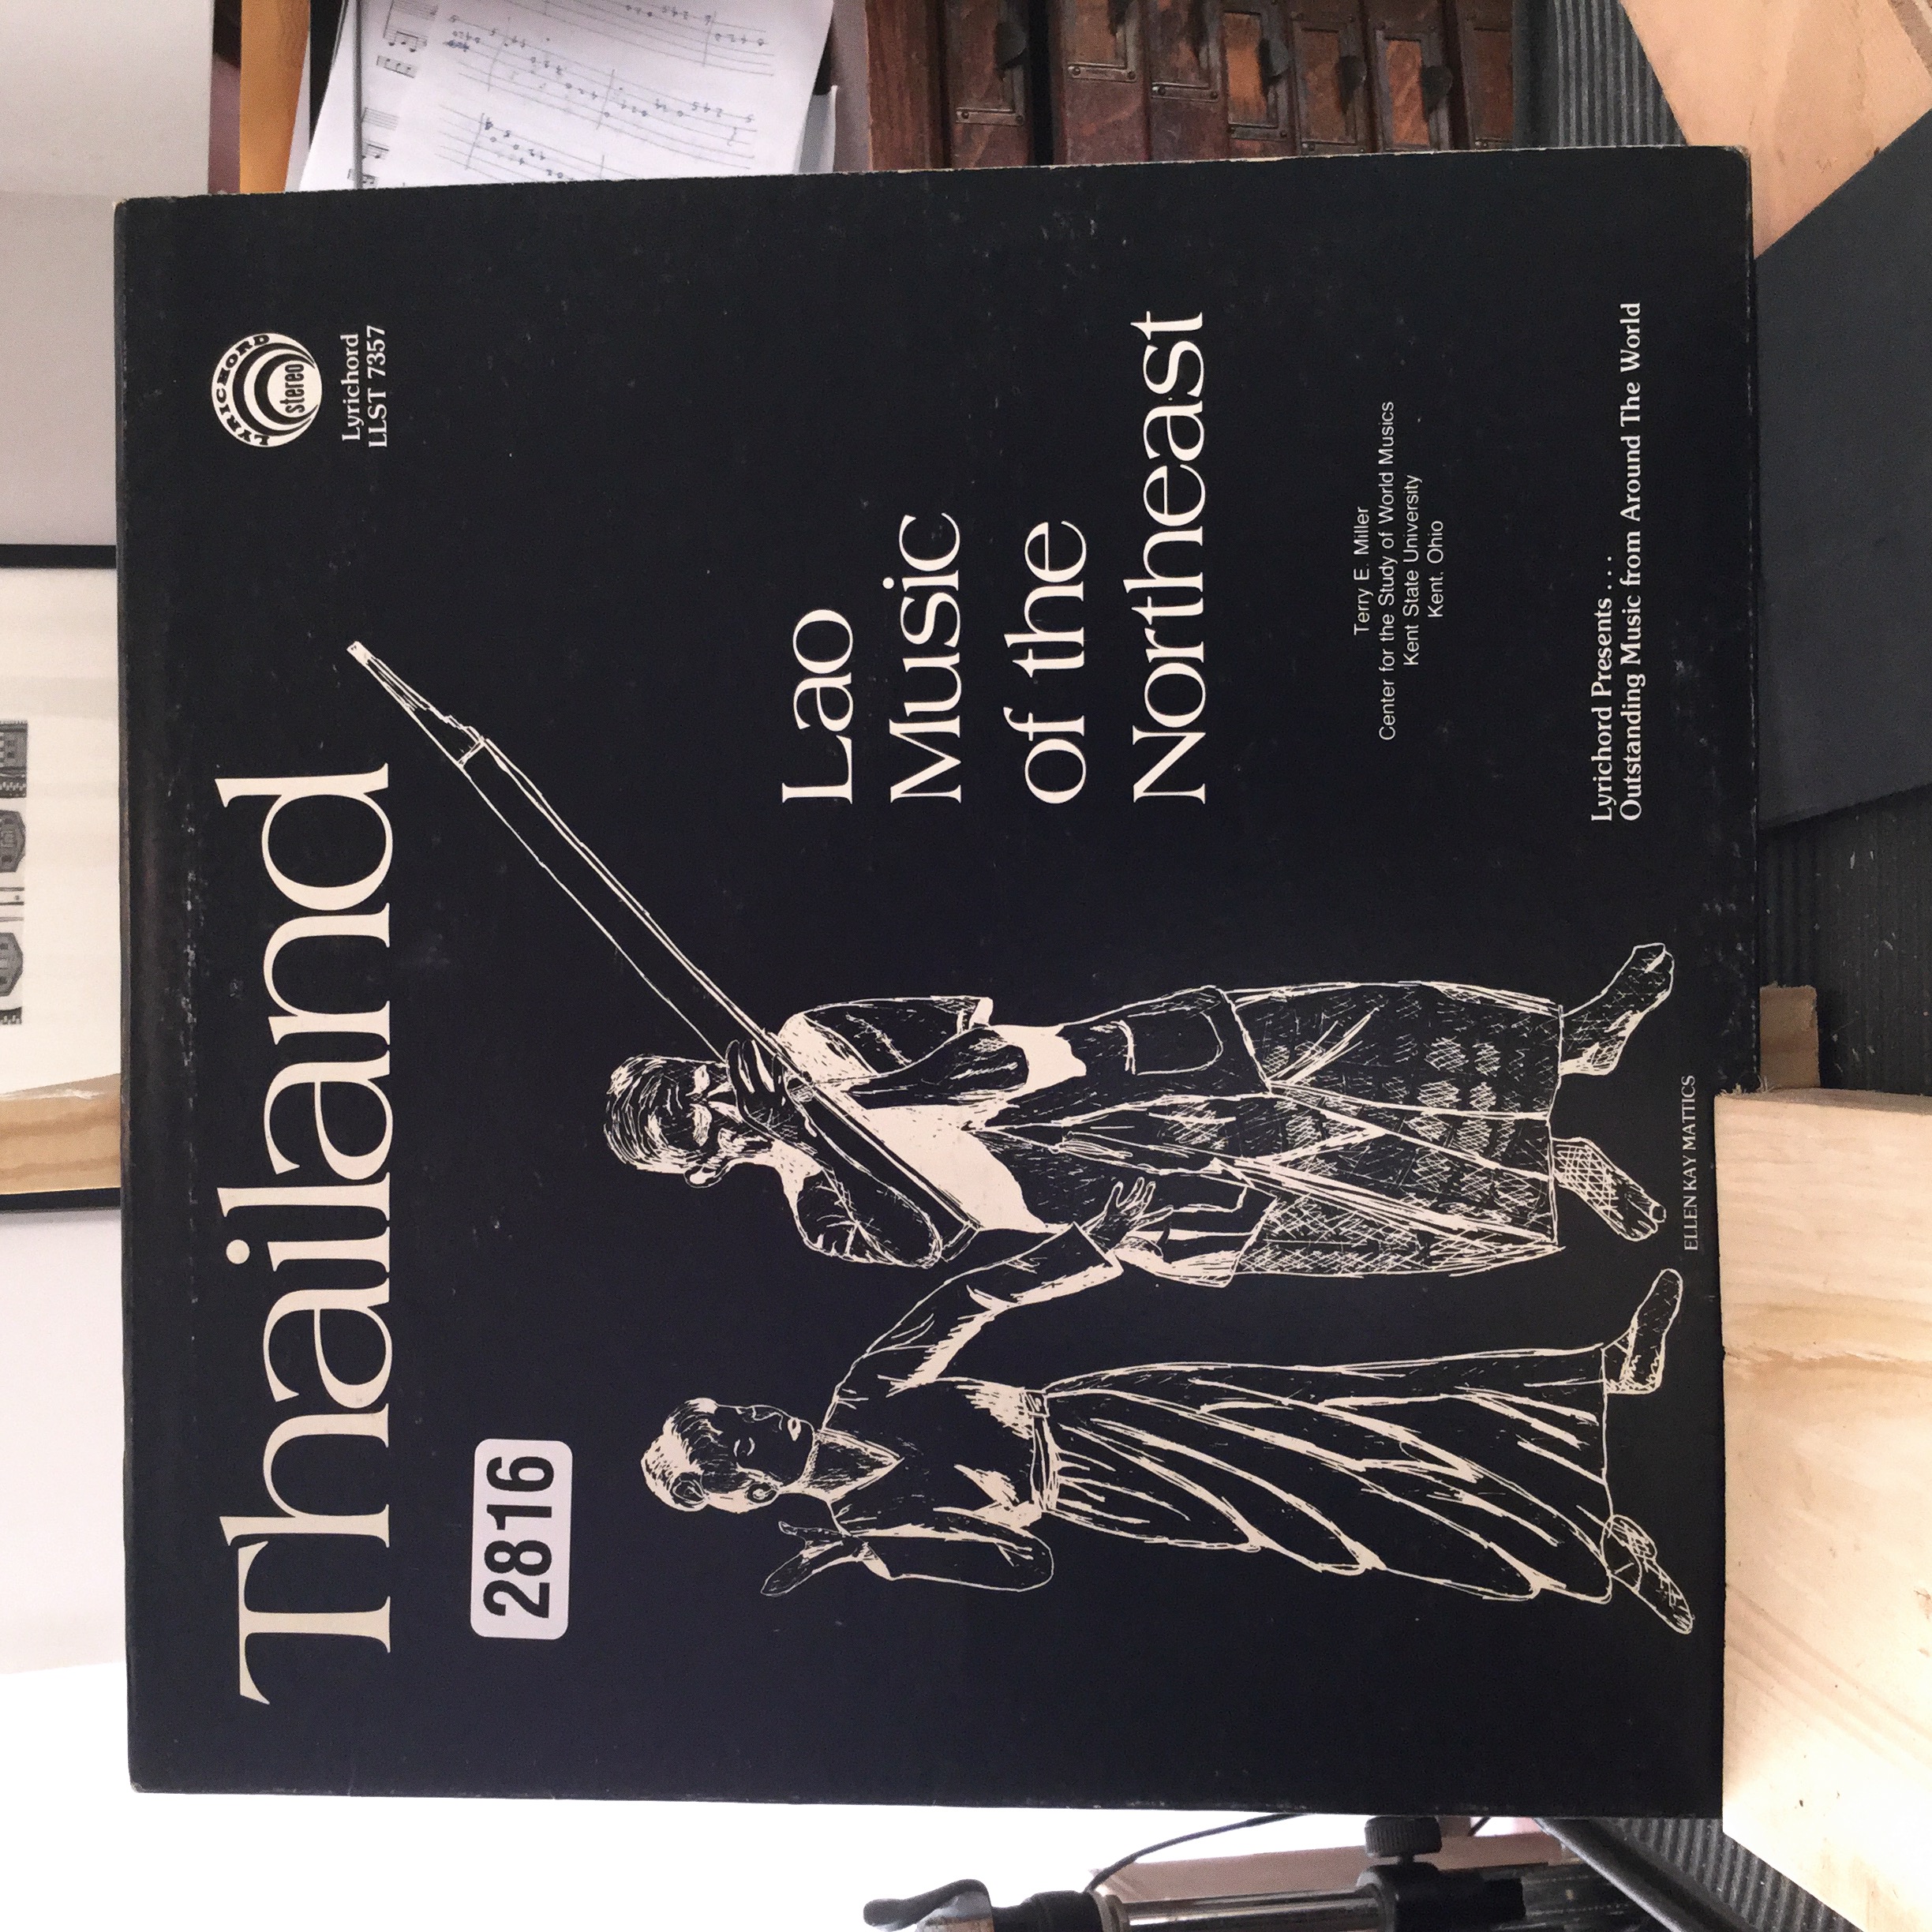 Thailand
LYRICHORD
stereo
Lyrichord
LLST 7357
2816
Lao
Music
of the
Northeast
Terry E. Miller
Center for the Study of World Musics
Kent State University
Kent, Ohio
Lyrichord Presents . . . .
Outstanding Music from Around The World
ELLEN KAY MATTICS